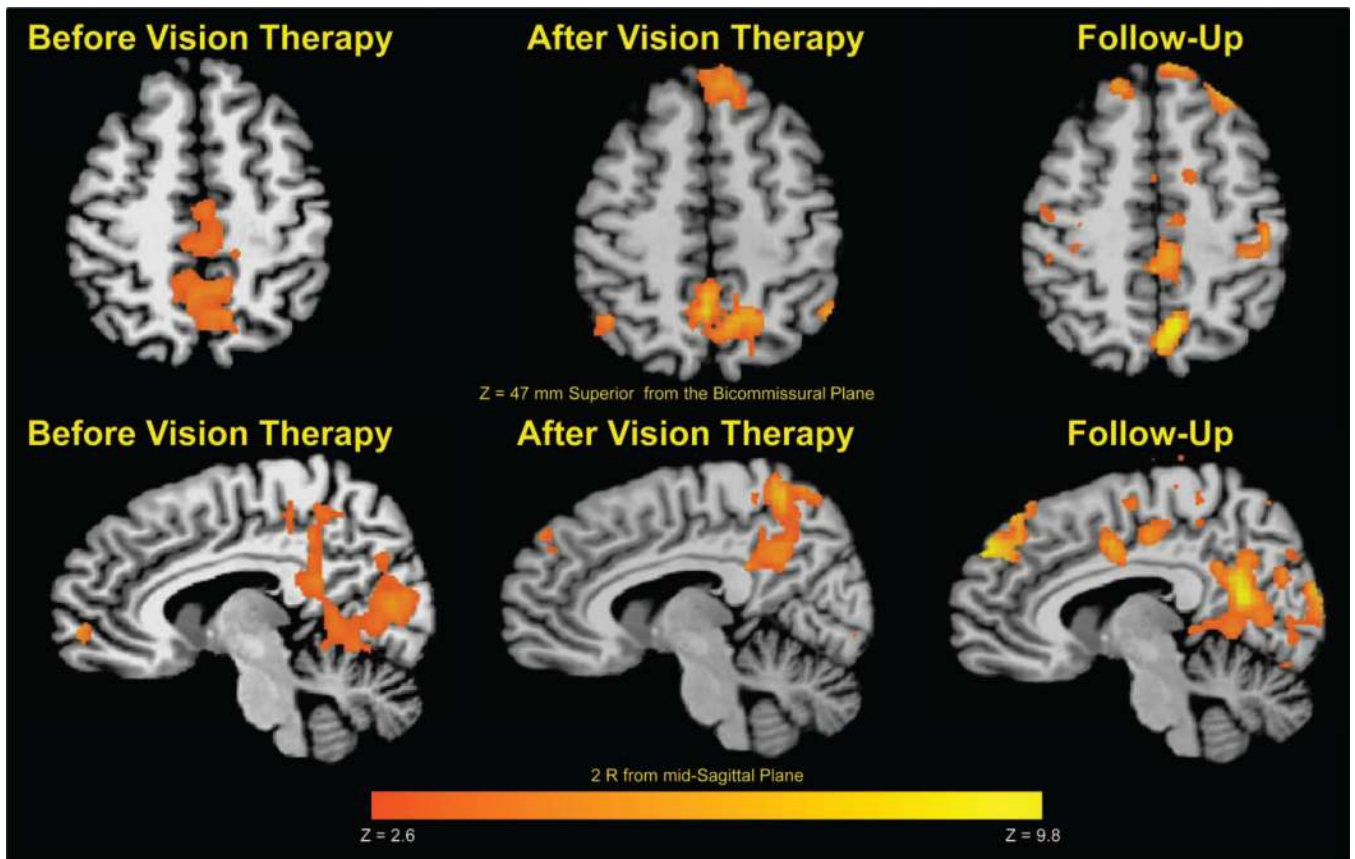 Before Vision Therapy
After Vision Therapy
Follow-Up
Z = 47 mm Superior from the Bicommissural Plane
Before Vision Therapy
After Vision Therapy
Follow-Up
2 R from mid-Sagittal Plane
Z = 2.6
Z = 9.8